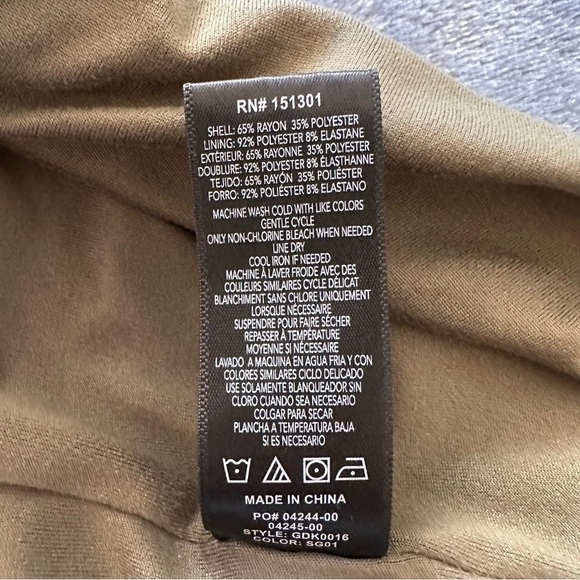 RN# 151301
SHELL: 65% RAYON 35% POLYESTER
LINING: 92% POLYESTER 8% ELASTANE
EXTÉRIEUR: 65% RAYONNE 35% POLYESTER
DOUBLURE: 92% POLYESTER 8% ÉLASTHANNE
TEJIDO: 65% RAYÓN 35% POLIÉSTER
FORRO: 92% POLIÉSTER 8% ELASTANO
MACHINE WASH COLD WITH LIKE COLORS
GENTLE CYCLE
ONLY NON-CHLORINE BLEACH WHEN NEEDED
LINE DRY
COOL IRON IF NEEDED
MACHINE À LAVER FROIDE AVEC DES
COULEURS SIMILAIRES CYCLE DÉLICAT
BLANCHIMENT SANS CHLORE UNIQUEMENT
LORSQUE NÉCESSAIRE
SUSPENDRE POUR FAIRE SÉCHER
REPASSER À TEMPÉRATURE
MOYENNE SI NÉCESSAIRE
LAVADO A MAQUINA EN AGUA FRIA Y CON
COLORES SIMILARES CICLO DELICADO
USE SOLAMENTE BLANQUEADOR SIN
CLORO CUANDO SEA NECESARIO
COLGAR PARA SECAR
PLANCHA A TEMPERATURA BAJA
SI ES NECESARIO
MADE IN CHINA
PO# 04244-00
04245-00
STYLE: GDK0016
COLOR: SG01